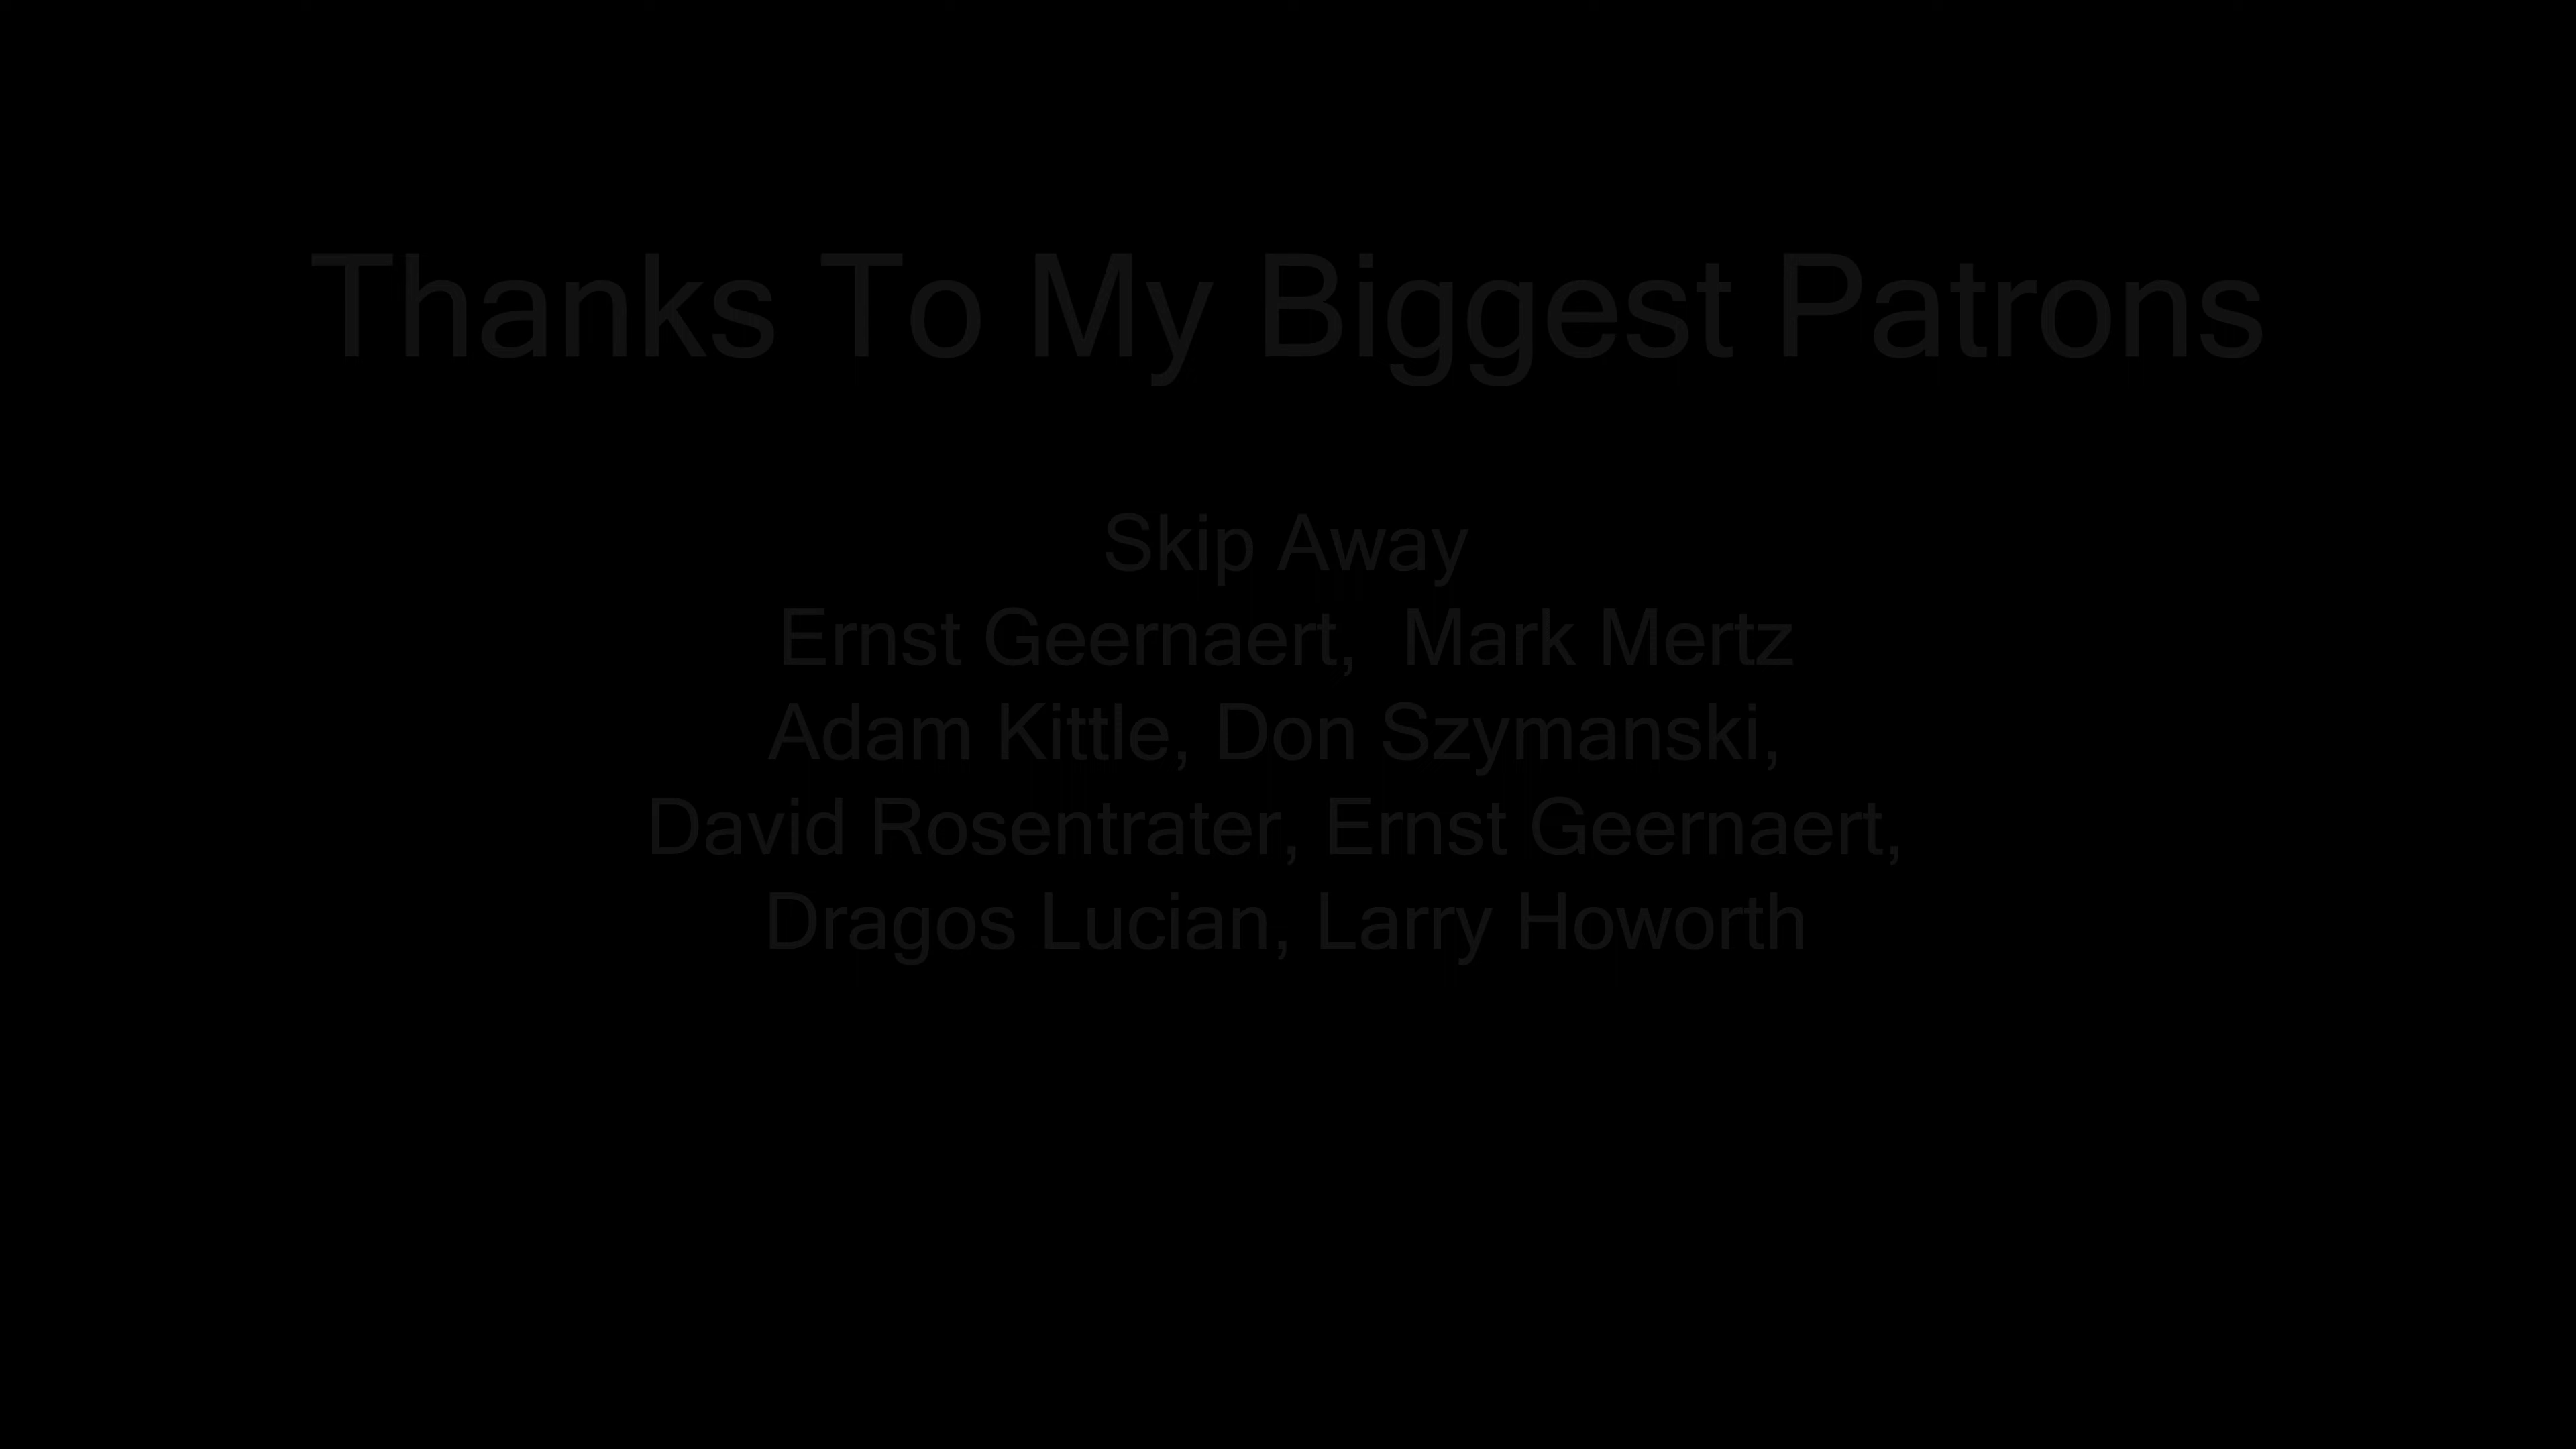 Thanks To My Biggest Patrons
Skip Away
Ernst Geernaert,  Mark Mertz
Adam Kittle, Don Szymanski,
David Rosentrater, Ernst Geernaert,
Dragos Lucian, Larry Howorth